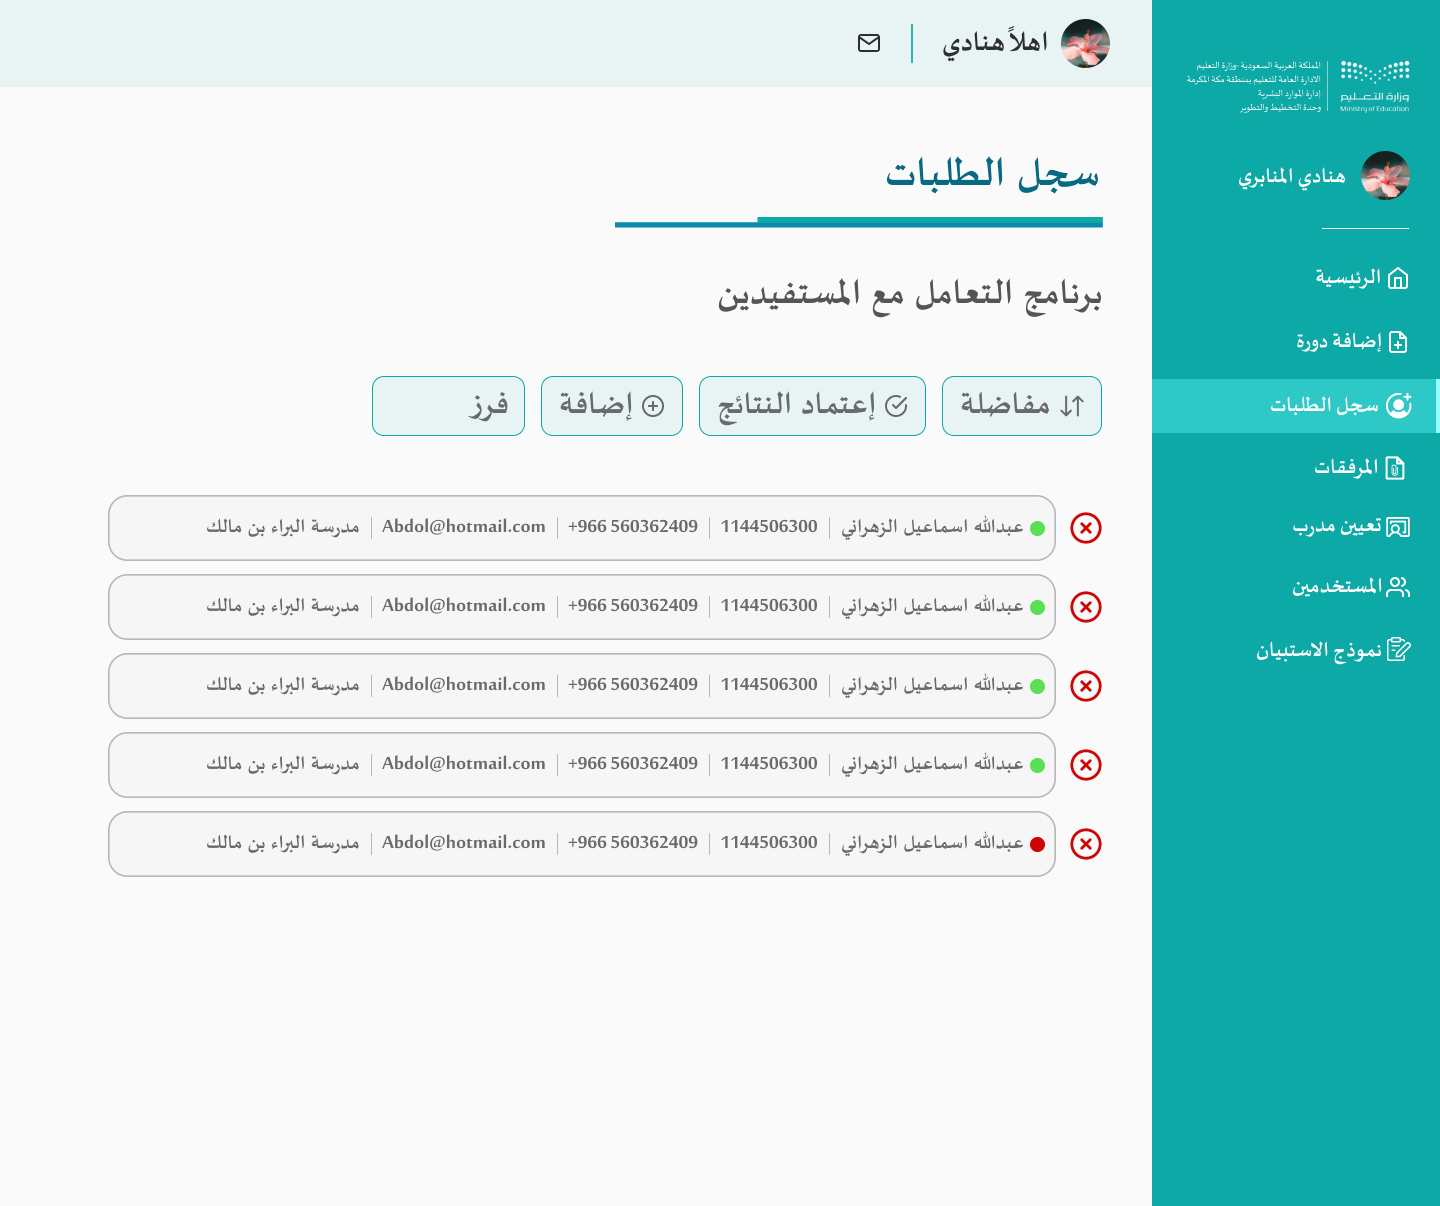 المملكة العربية السعودية -وزارة التعليم
الادارة العامة للتعليم بمنطقة مكة المكرمة
إدارة الموارد البشرية
وحدة التخطيط والتطوير
وزارة التعـــليم
Ministry of Education
هنادي المنابري
الرئيسية
إضافة دورة
سجل الطلبات
المرفقات
تعيين مدرب
المستخدمين
نموذج الاستبيان
اهلاً هنادي
سجل الطلبات
برنامج التعامل مع المستفيدين
مفاضلة
إعتماد النتائج
إضافة
فرز
عبدالله اسماعيل الزهراني 1144506300 +966 560362409 Abdol@hotmail.com مدرسة البراء بن مالك
عبدالله اسماعيل الزهراني 1144506300 +966 560362409 Abdol@hotmail.com مدرسة البراء بن مالك
عبدالله اسماعيل الزهراني 1144506300 +966 560362409 Abdol@hotmail.com مدرسة البراء بن مالك
عبدالله اسماعيل الزهراني 1144506300 +966 560362409 Abdol@hotmail.com مدرسة البراء بن مالك
عبدالله اسماعيل الزهراني 1144506300 +966 560362409 Abdol@hotmail.com مدرسة البراء بن مالك